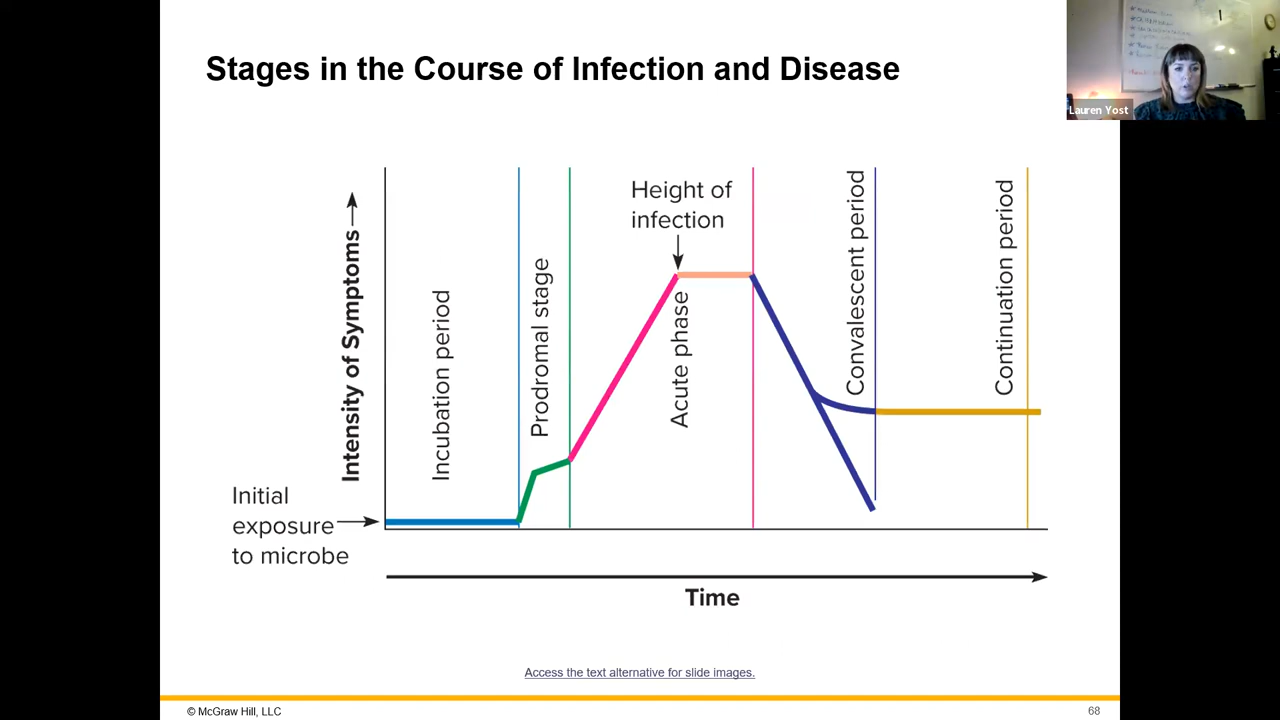 Stages in the Course of Infection and Disease
Lauren Yost
Intensity of Symptoms
Initial
exposure
to microbe
Incubation period
Prodromal stage
Height of
infection
Acute phase
Convalescent period
Continuation period
Time
Access the text alternative for slide images.
© McGraw Hill, LLC
68